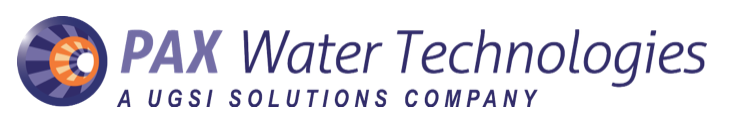 PAX Water Technologies
A UGSI SOLUTIONS COMPANY